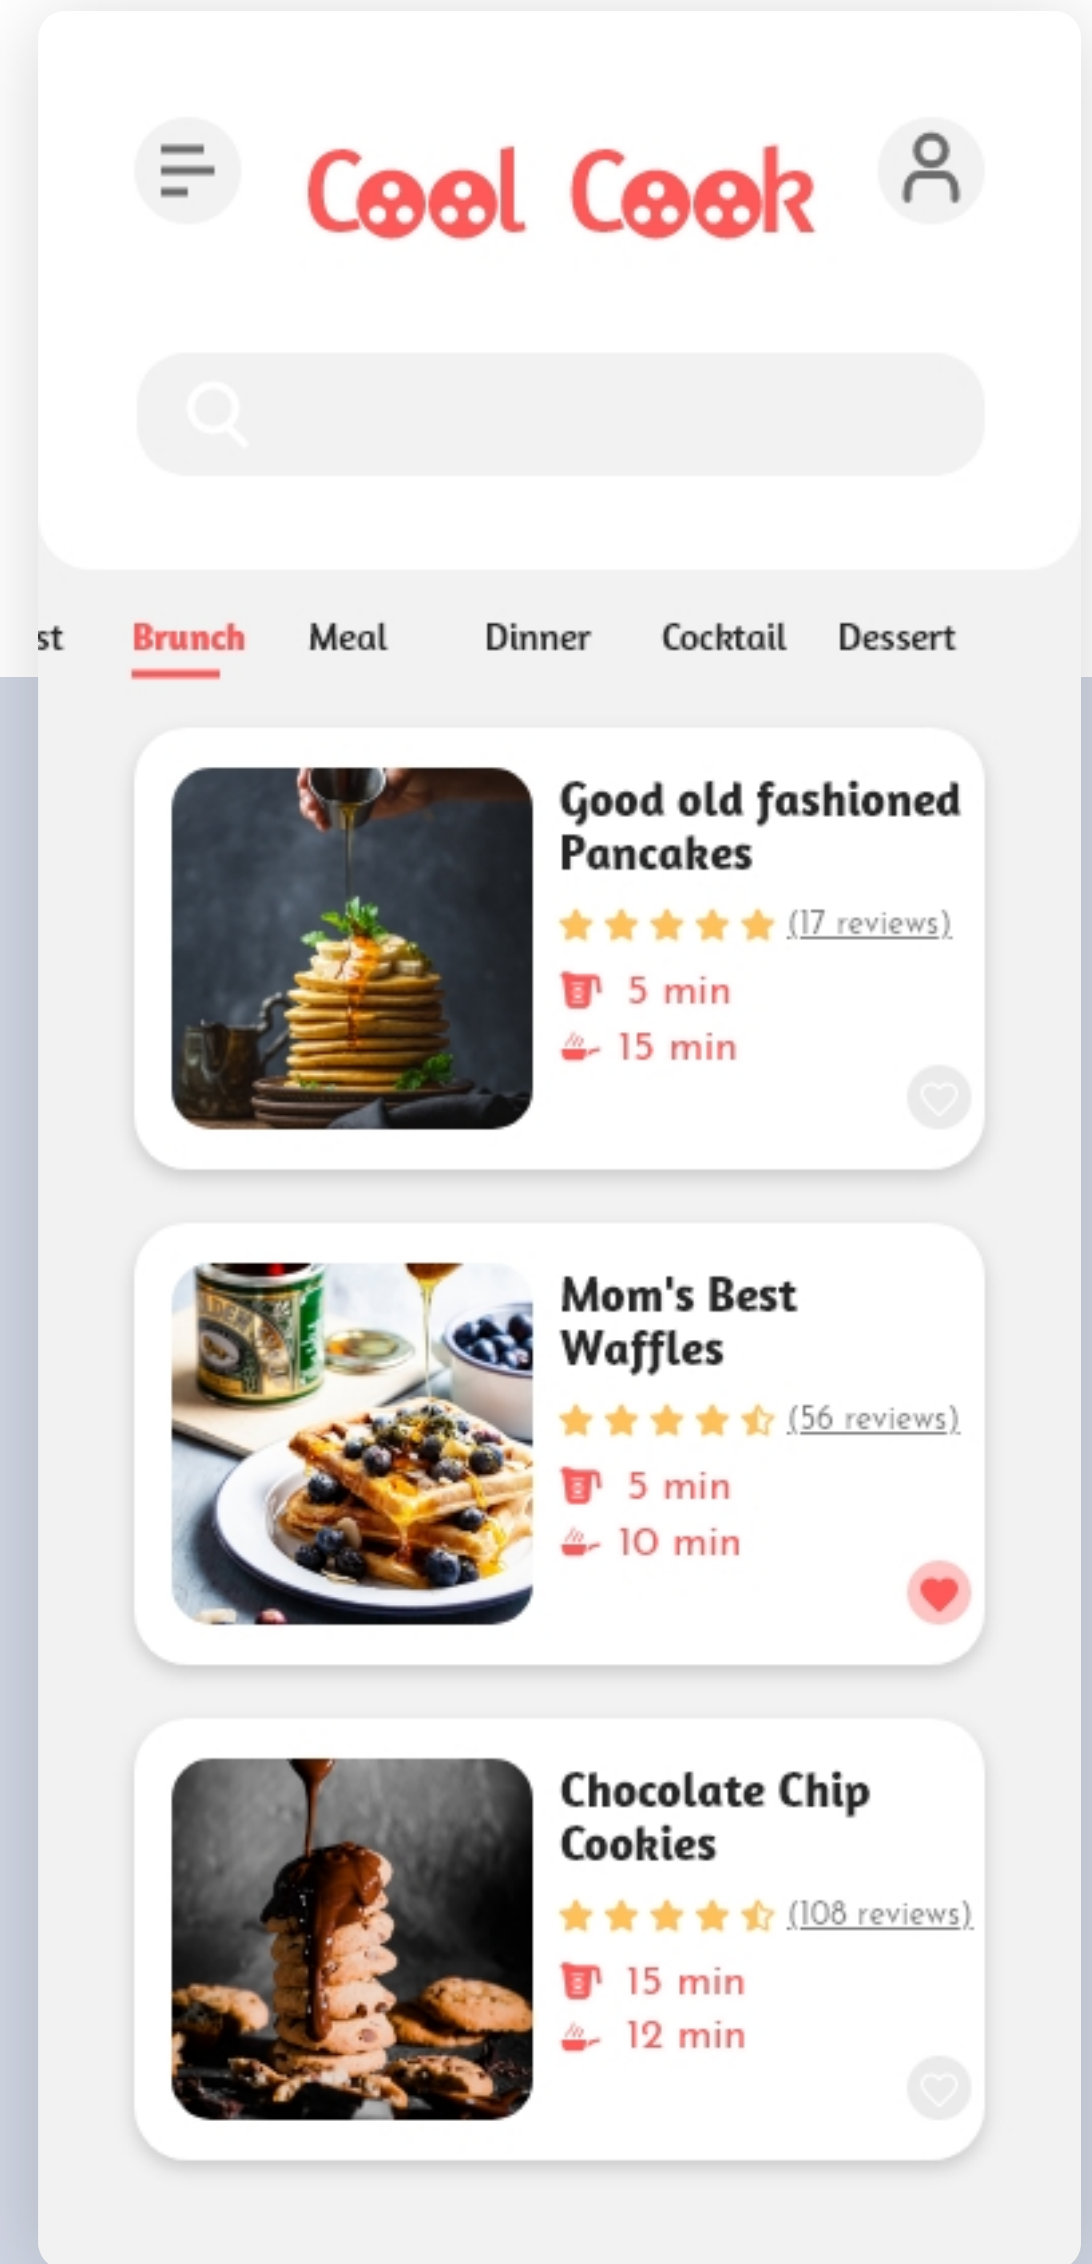 Cool Cook
st Brunch Meal Dinner Cocktail Dessert
Good old fashioned
Pancakes
(17 reviews)
5 min
15 min
Mom's Best
Waffles
(56 reviews)
5 min
10 min
Chocolate Chip
Cookies
(108 reviews)
15 min
12 min